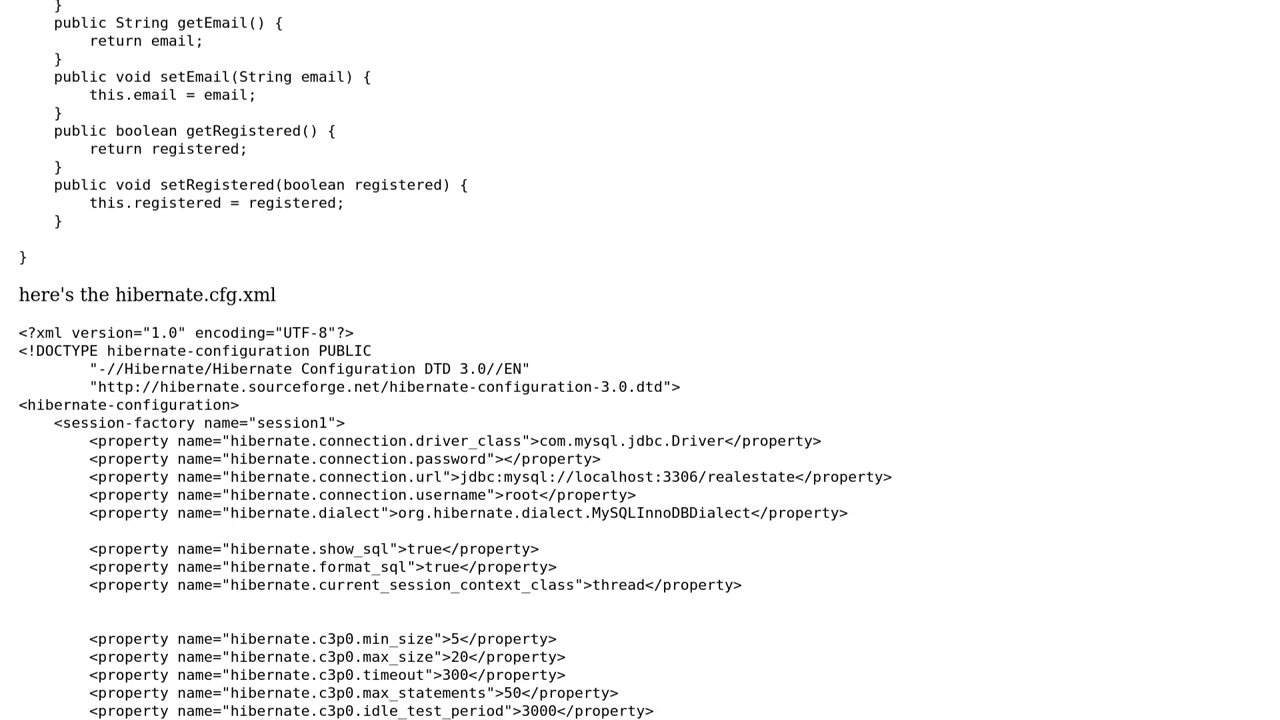 }
    public String getEmail() {
        return email;
    }
    public void setEmail(String email) {
        this.email = email;
    }
    public boolean getRegistered() {
        return registered;
    }
    public void setRegistered(boolean registered) {
        this.registered = registered;
    }

}
here's the hibernate.cfg.xml
<?xml version="1.0" encoding="UTF-8"?>
<!DOCTYPE hibernate-configuration PUBLIC
        "-//Hibernate/Hibernate Configuration DTD 3.0//EN"
        "http://hibernate.sourceforge.net/hibernate-configuration-3.0.dtd">
<hibernate-configuration>
    <session-factory name="session1">
        <property name="hibernate.connection.driver_class">com.mysql.jdbc.Driver</property>
        <property name="hibernate.connection.password"></property>
        <property name="hibernate.connection.url">jdbc:mysql://localhost:3306/realestate</property>
        <property name="hibernate.connection.username">root</property>
        <property name="hibernate.dialect">org.hibernate.dialect.MySQLInnoDBDialect</property>

        <property name="hibernate.show_sql">true</property>
        <property name="hibernate.format_sql">true</property>
        <property name="hibernate.current_session_context_class">thread</property>


        <property name="hibernate.c3p0.min_size">5</property>
        <property name="hibernate.c3p0.max_size">20</property>
        <property name="hibernate.c3p0.timeout">300</property>
        <property name="hibernate.c3p0.max_statements">50</property>
        <property name="hibernate.c3p0.idle_test_period">3000</property>